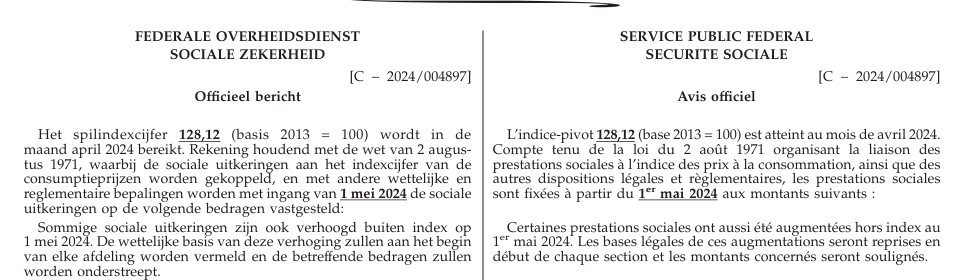 FEDERALE OVERHEIDSDIENST
SOCIALE ZEKERHEID
[C – 2024/004897]
Officieel bericht
Het spilindexcijfer 128,12 (basis 2013 = 100) wordt in de
maand april 2024 bereikt. Rekening houdend met de wet van 2 augus-
tus 1971, waarbij de sociale uitkeringen aan het indexcijfer van de
consumptieprijzen worden gekoppeld, en met andere wettelijke en
reglementaire bepalingen worden met ingang van 1 mei 2024 de sociale
uitkeringen op de volgende bedragen vastgesteld:
Sommige sociale uitkeringen zijn ook verhoogd buiten index op
1 mei 2024. De wettelijke basis van deze verhoging zullen aan het begin
van elke afdeling worden vermeld en de betreffende bedragen zullen
worden onderstreept.
SERVICE PUBLIC FEDERAL
SECURITE SOCIALE
[C – 2024/004897]
Avis officiel
L'indice-pivot 128,12 (base 2013 = 100) est atteint au mois de avril 2024.
Compte tenu de la loi du 2 août 1971 organisant la liaison des
prestations sociales à l'indice des prix à la consommation, ainsi que des
autres dispositions légales et règlementaires, les prestations sociales
sont fixées à partir du 1er mai 2024 aux montants suivants :
Certaines prestations sociales ont aussi été augmentées hors index au
1er mai 2024. Les bases légales de ces augmentations seront reprises en
début de chaque section et les montants concernés seront soulignés.